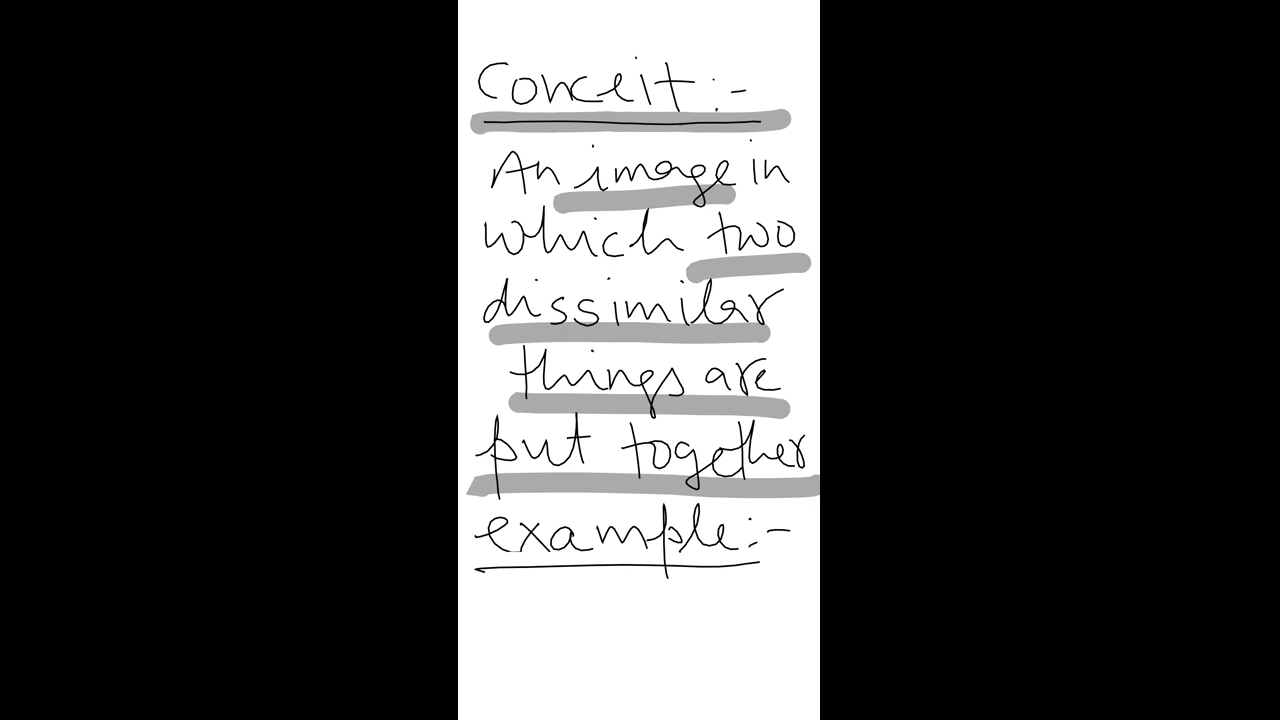 Conceit :-
An image in
which two
dissimilar
things are
put together
example:-